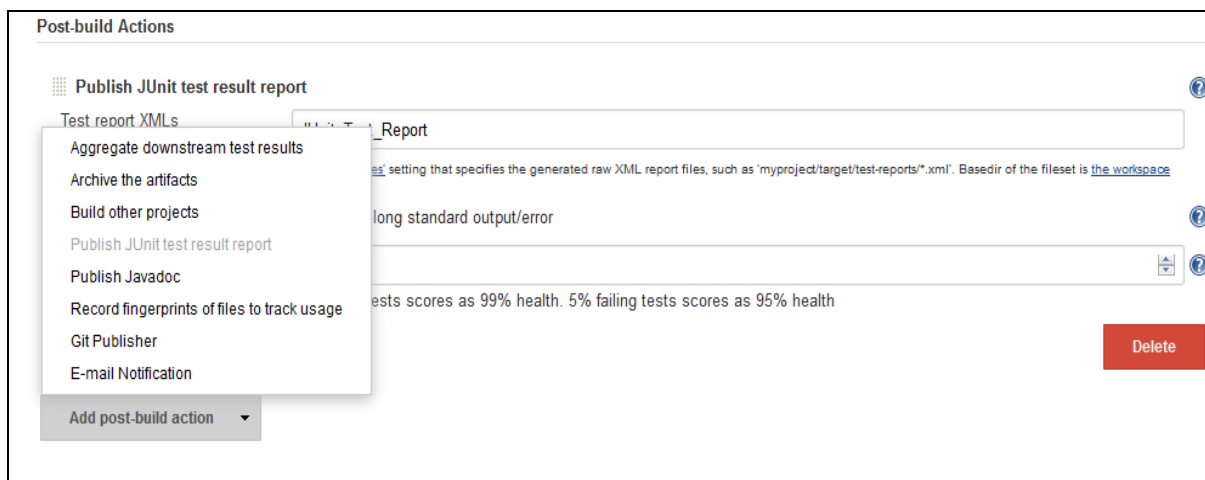 Post-build Actions
Publish JUnit test result report
Test report XMLs
_Report
es' setting that specifies the generated raw XML report files, such as 'myproject/target/test-reports/*.xml'. Basedir of the fileset is the workspace
long standard output/error
ests scores as 99% health. 5% failing tests scores as 95% health
Aggregate downstream test results
Archive the artifacts
Build other projects
Publish JUnit test result report
Publish Javadoc
Record fingerprints of files to track usage
Git Publisher
E-mail Notification
Delete
Add post-build action